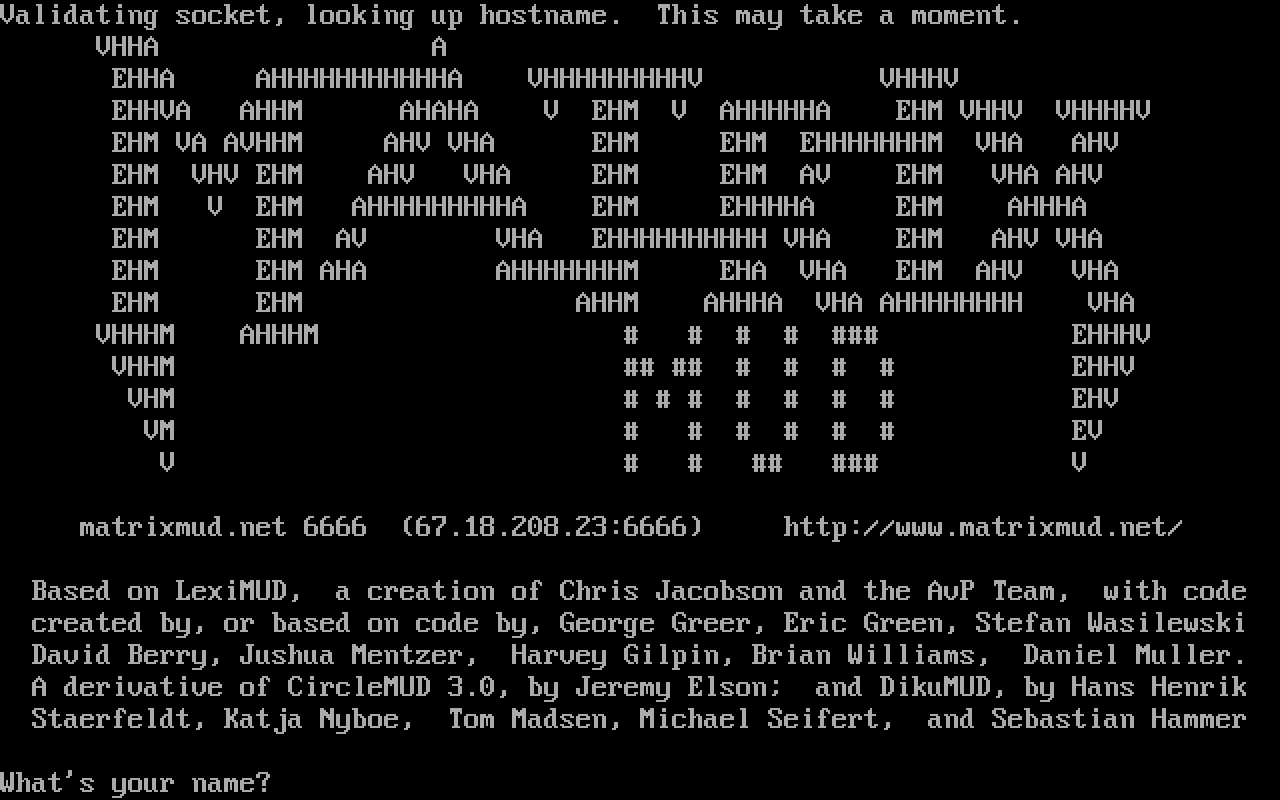 Validating socket, looking up hostname.  This may take a moment.
      VHHA                 A
       EHHA     AHHHHHHHHHHHA    VHHHHHHHHHV           VHHHV
       EHHVA   AHHM      AHAHA    V  EHM  V  AHHHHHA    EHM VHHV  VHHHHV
       EHM VA AVHHM     AHV VHA      EHM     EHM  EHHHHHHHM  VHA   AHV
       EHM  VHV EHM    AHV   VHA     EHM     EHM  AV    EHM   VHA AHV
       EHM   V  EHM   AHHHHHHHHHA    EHM     EHHHHA     EHM    AHHHA
       EHM      EHM  AV        VHA   EHHHHHHHHHH VHA    EHM   AHV VHA
       EHM      EHM AHA        AHHHHHHHM     EHA  VHA   EHM  AHV   VHA
       EHM      EHM                 AHHM    AHHHA  VHA AHHHHHHHH    VHA
      VHHHM    AHHHM                   #   #  #  #  ###            EHHHV
       VHHM                            ## ##  #  #  #  #           EHHV
        VHM                            # # #  #  #  #  #           EHV
         VM                            #   #  #  #  #  #           EV
          V                            #   #   ##   ###            V
     matrixmud.net 6666  (67.18.208.23:6666)     http://www.matrixmud.net/
  Based on LexiMUD,  a creation of Chris Jacobson and the AvP Team,  with code
  created by, or based on code by, George Greer, Eric Green, Stefan Wasilewski
  David Berry, Jushua Mentzer,  Harvey Gilpin, Brian Williams,  Daniel Muller.
  A derivative of CircleMUD 3.0, by Jeremy Elson;  and DikuMUD, by Hans Henrik
  Staerfeldt, Katja Nyboe,  Tom Madsen, Michael Seifert,  and Sebastian Hammer
What's your name?